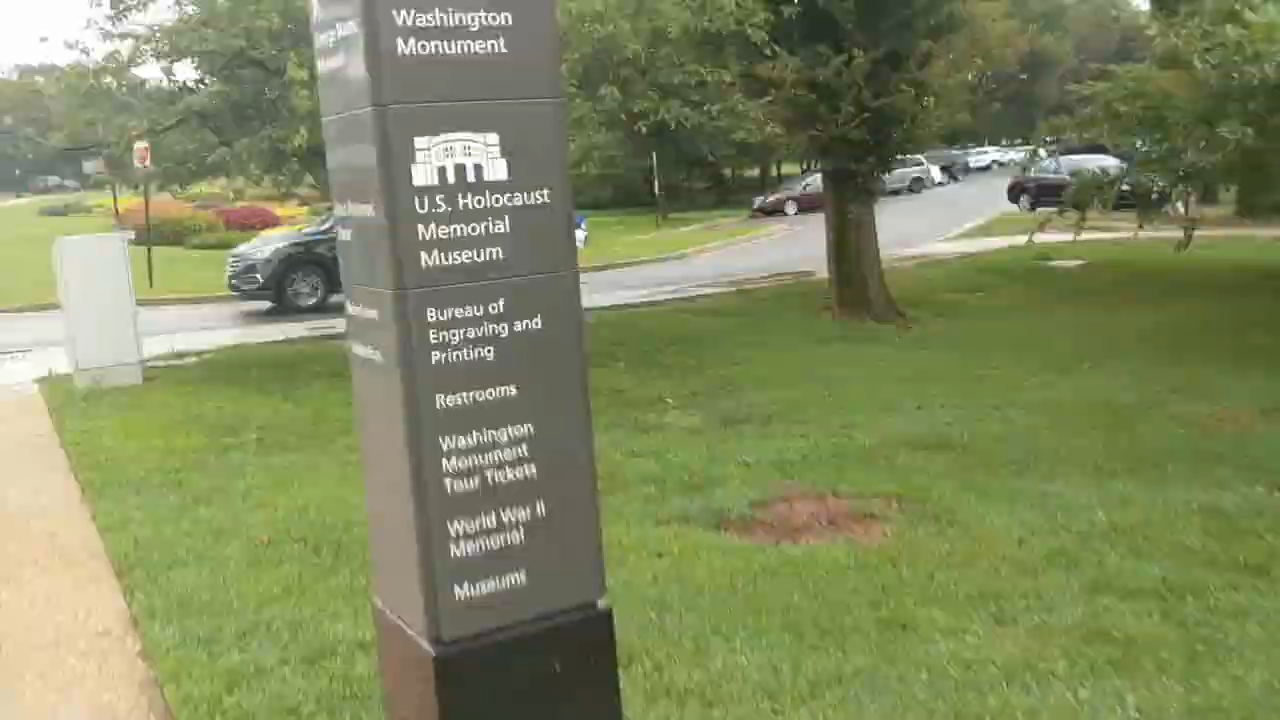 Washington
Monument
U.S. Holocaust
Memorial
Museum
Bureau of
Engraving and
Printing
Restrooms
Washington
Monument
Tour Tickets
World War II
Memorial
Museums